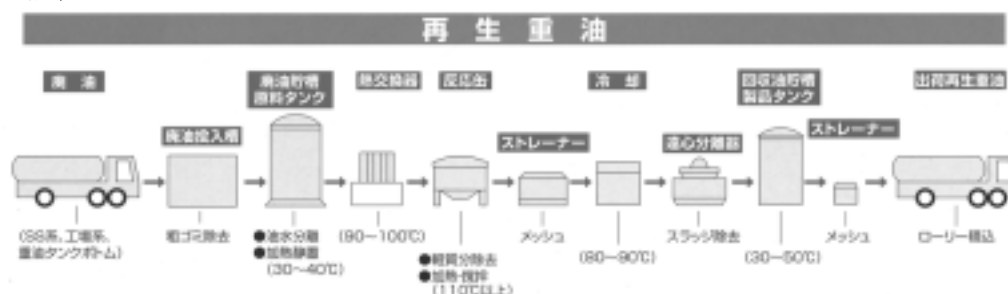 再生重油
廃油
廃油投入槽
廃油貯槽
原料タンク
熱交換器
反応缶
ストレーナー
冷却
遠心分離器
回収油貯槽
製品タンク
ストレーナー
出荷再生重油
(SS系、工場系、
重油タンクボトム)
粗ゴミ除去
●油水分離
●加熱静置
(30〜40℃)
(90〜100℃)
●軽質分除去
●加熱・撹拌
(110℃以上)
メッシュ
(80〜90℃)
スラッジ除去
(30〜50℃)
メッシュ
ローリー積込